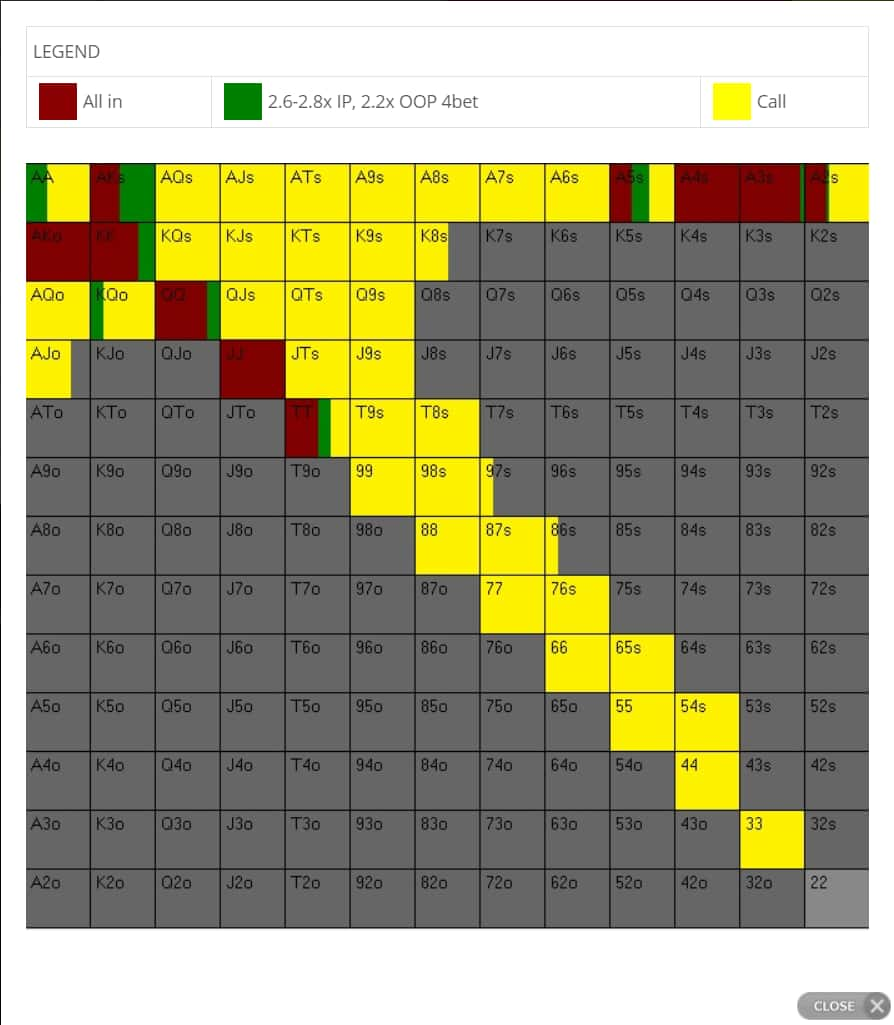 LEGEND
All in 2.6-2.8x IP, 2.2x OOP 4bet Call
AA AKs AQs AJs ATs A9s A8s A7s A6s A5s A4s A3s A2s
AKo KK KQs KJs KTs K9s K8s K7s K6s K5s K4s K3s K2s
AQo KQo QQ QJs QTs Q9s Q8s Q7s Q6s Q5s Q4s Q3s Q2s
AJo KJo QJo JJ JTs J9s J8s J7s J6s J5s J4s J3s J2s
ATo KTo QTo JTo TT T9s T8s T7s T6s T5s T4s T3s T2s
A9o K9o Q9o J9o T9o 99 98s 97s 96s 95s 94s 93s 92s
A8o K8o Q8o J8o T8o 98o 88 87s 86s 85s 84s 83s 82s
A7o K7o Q7o J7o T7o 97o 87o 77 76s 75s 74s 73s 72s
A6o K6o Q6o J6o T6o 96o 86o 76o 66 65s 64s 63s 62s
A5o K5o Q5o J5o T5o 95o 85o 75o 65o 55 54s 53s 52s
A4o K4o Q4o J4o T4o 94o 84o 74o 64o 54o 44 43s 42s
A3o K3o Q3o J3o T3o 93o 83o 73o 63o 53o 43o 33 32s
A2o K2o Q2o J2o T2o 92o 82o 72o 62o 52o 42o 32o 22
CLOSE